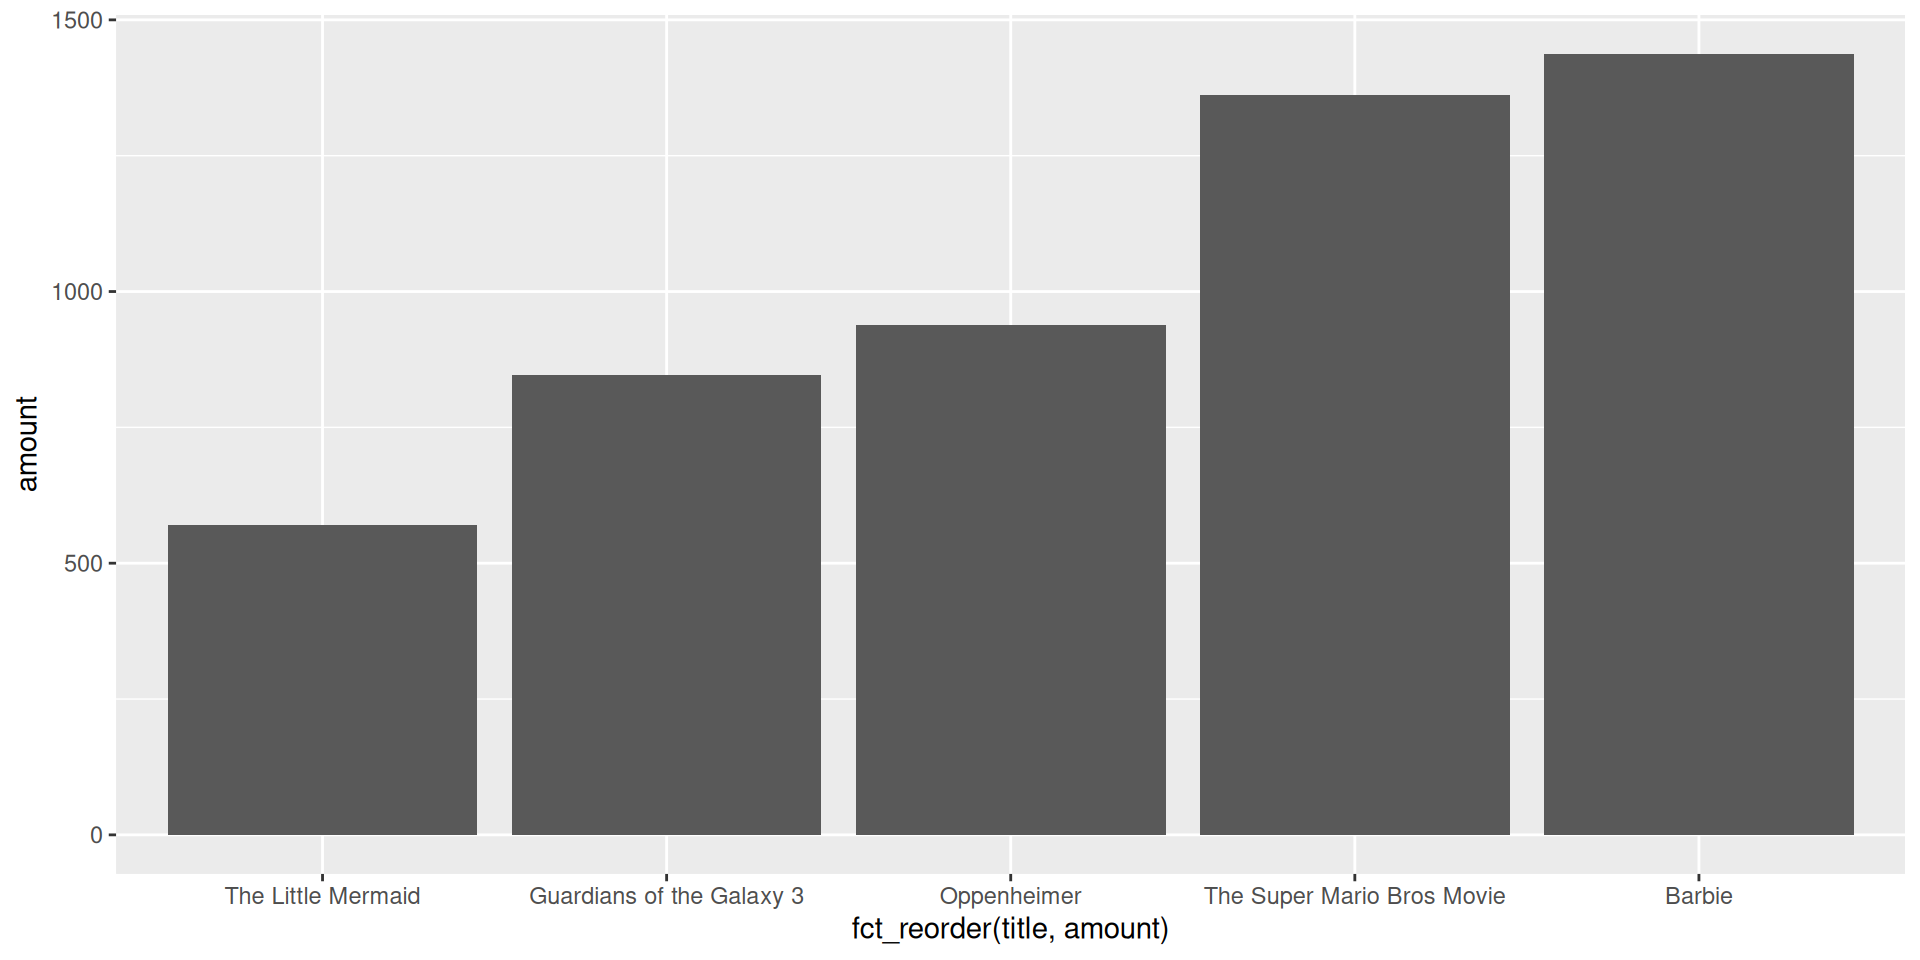 1500
1000
500
0
amount
The Little Mermaid
Guardians of the Galaxy 3
Oppenheimer
The Super Mario Bros Movie
Barbie
fct_reorder(title, amount)